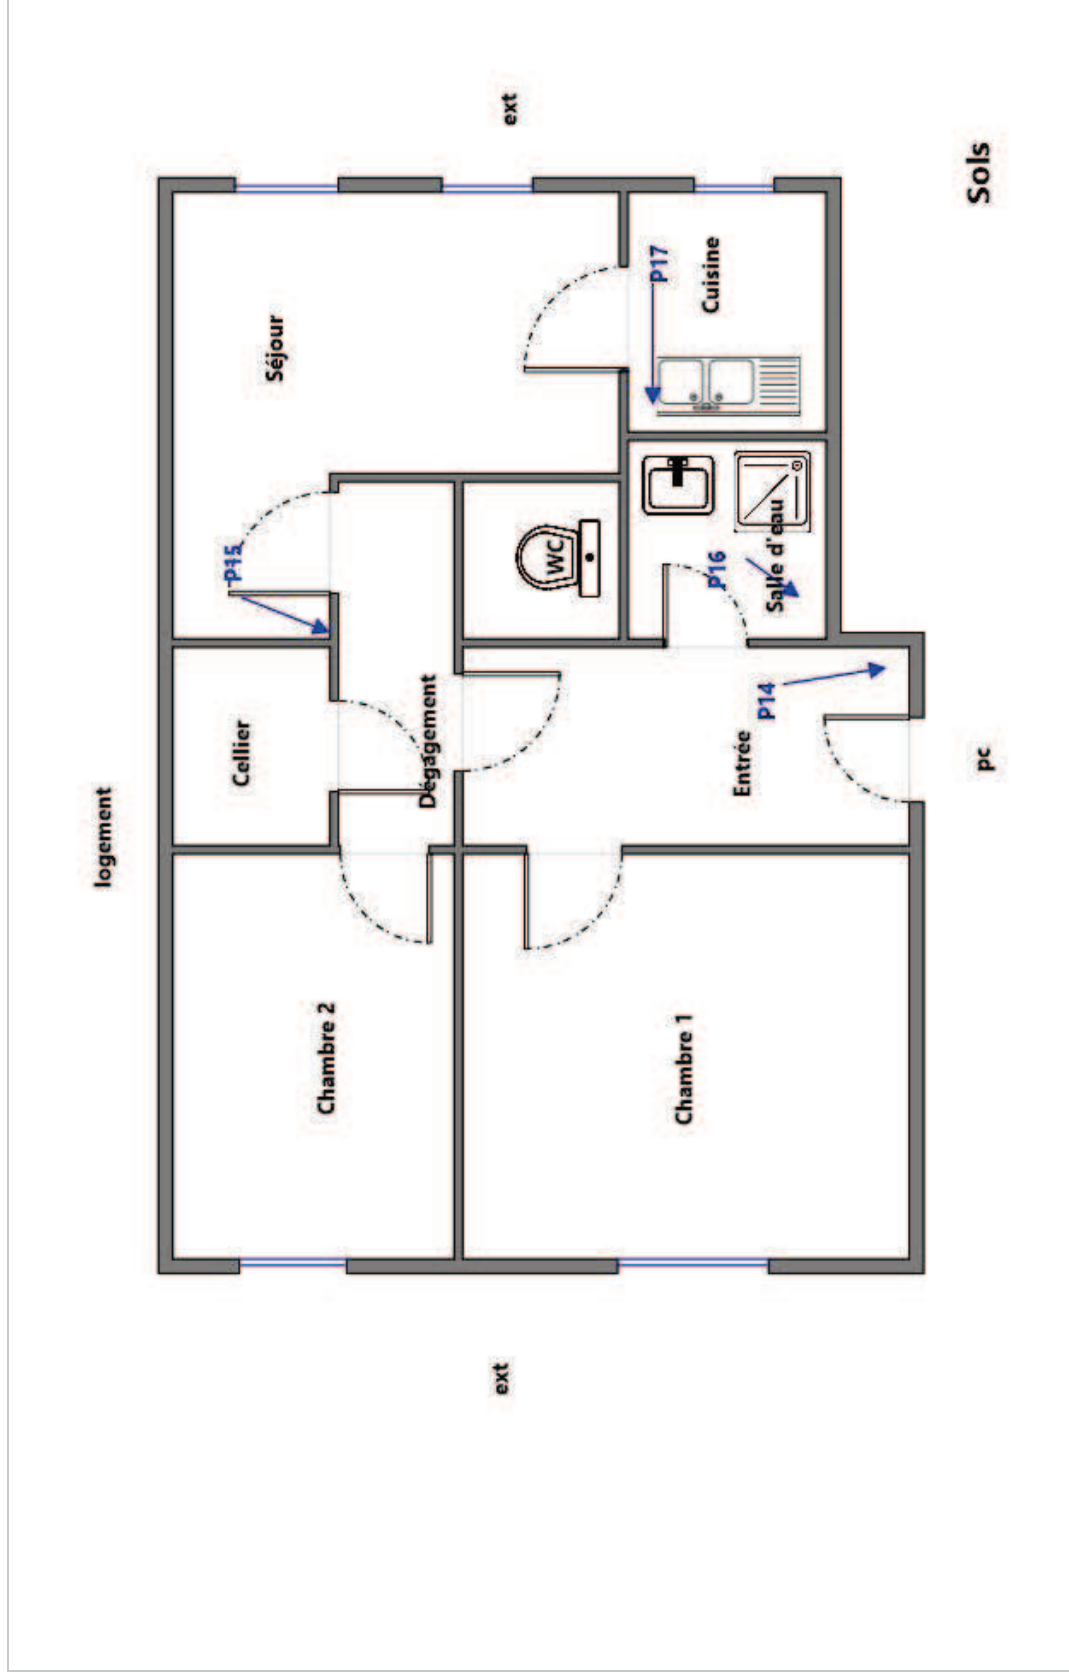 logement
Séjour
Cuisine
P17
P15
WC
P16
Salle d'eau
Cellier
Dégagement
Entrée
P14
Chambre 2
Chambre 1
ext
ext
pc
Sols